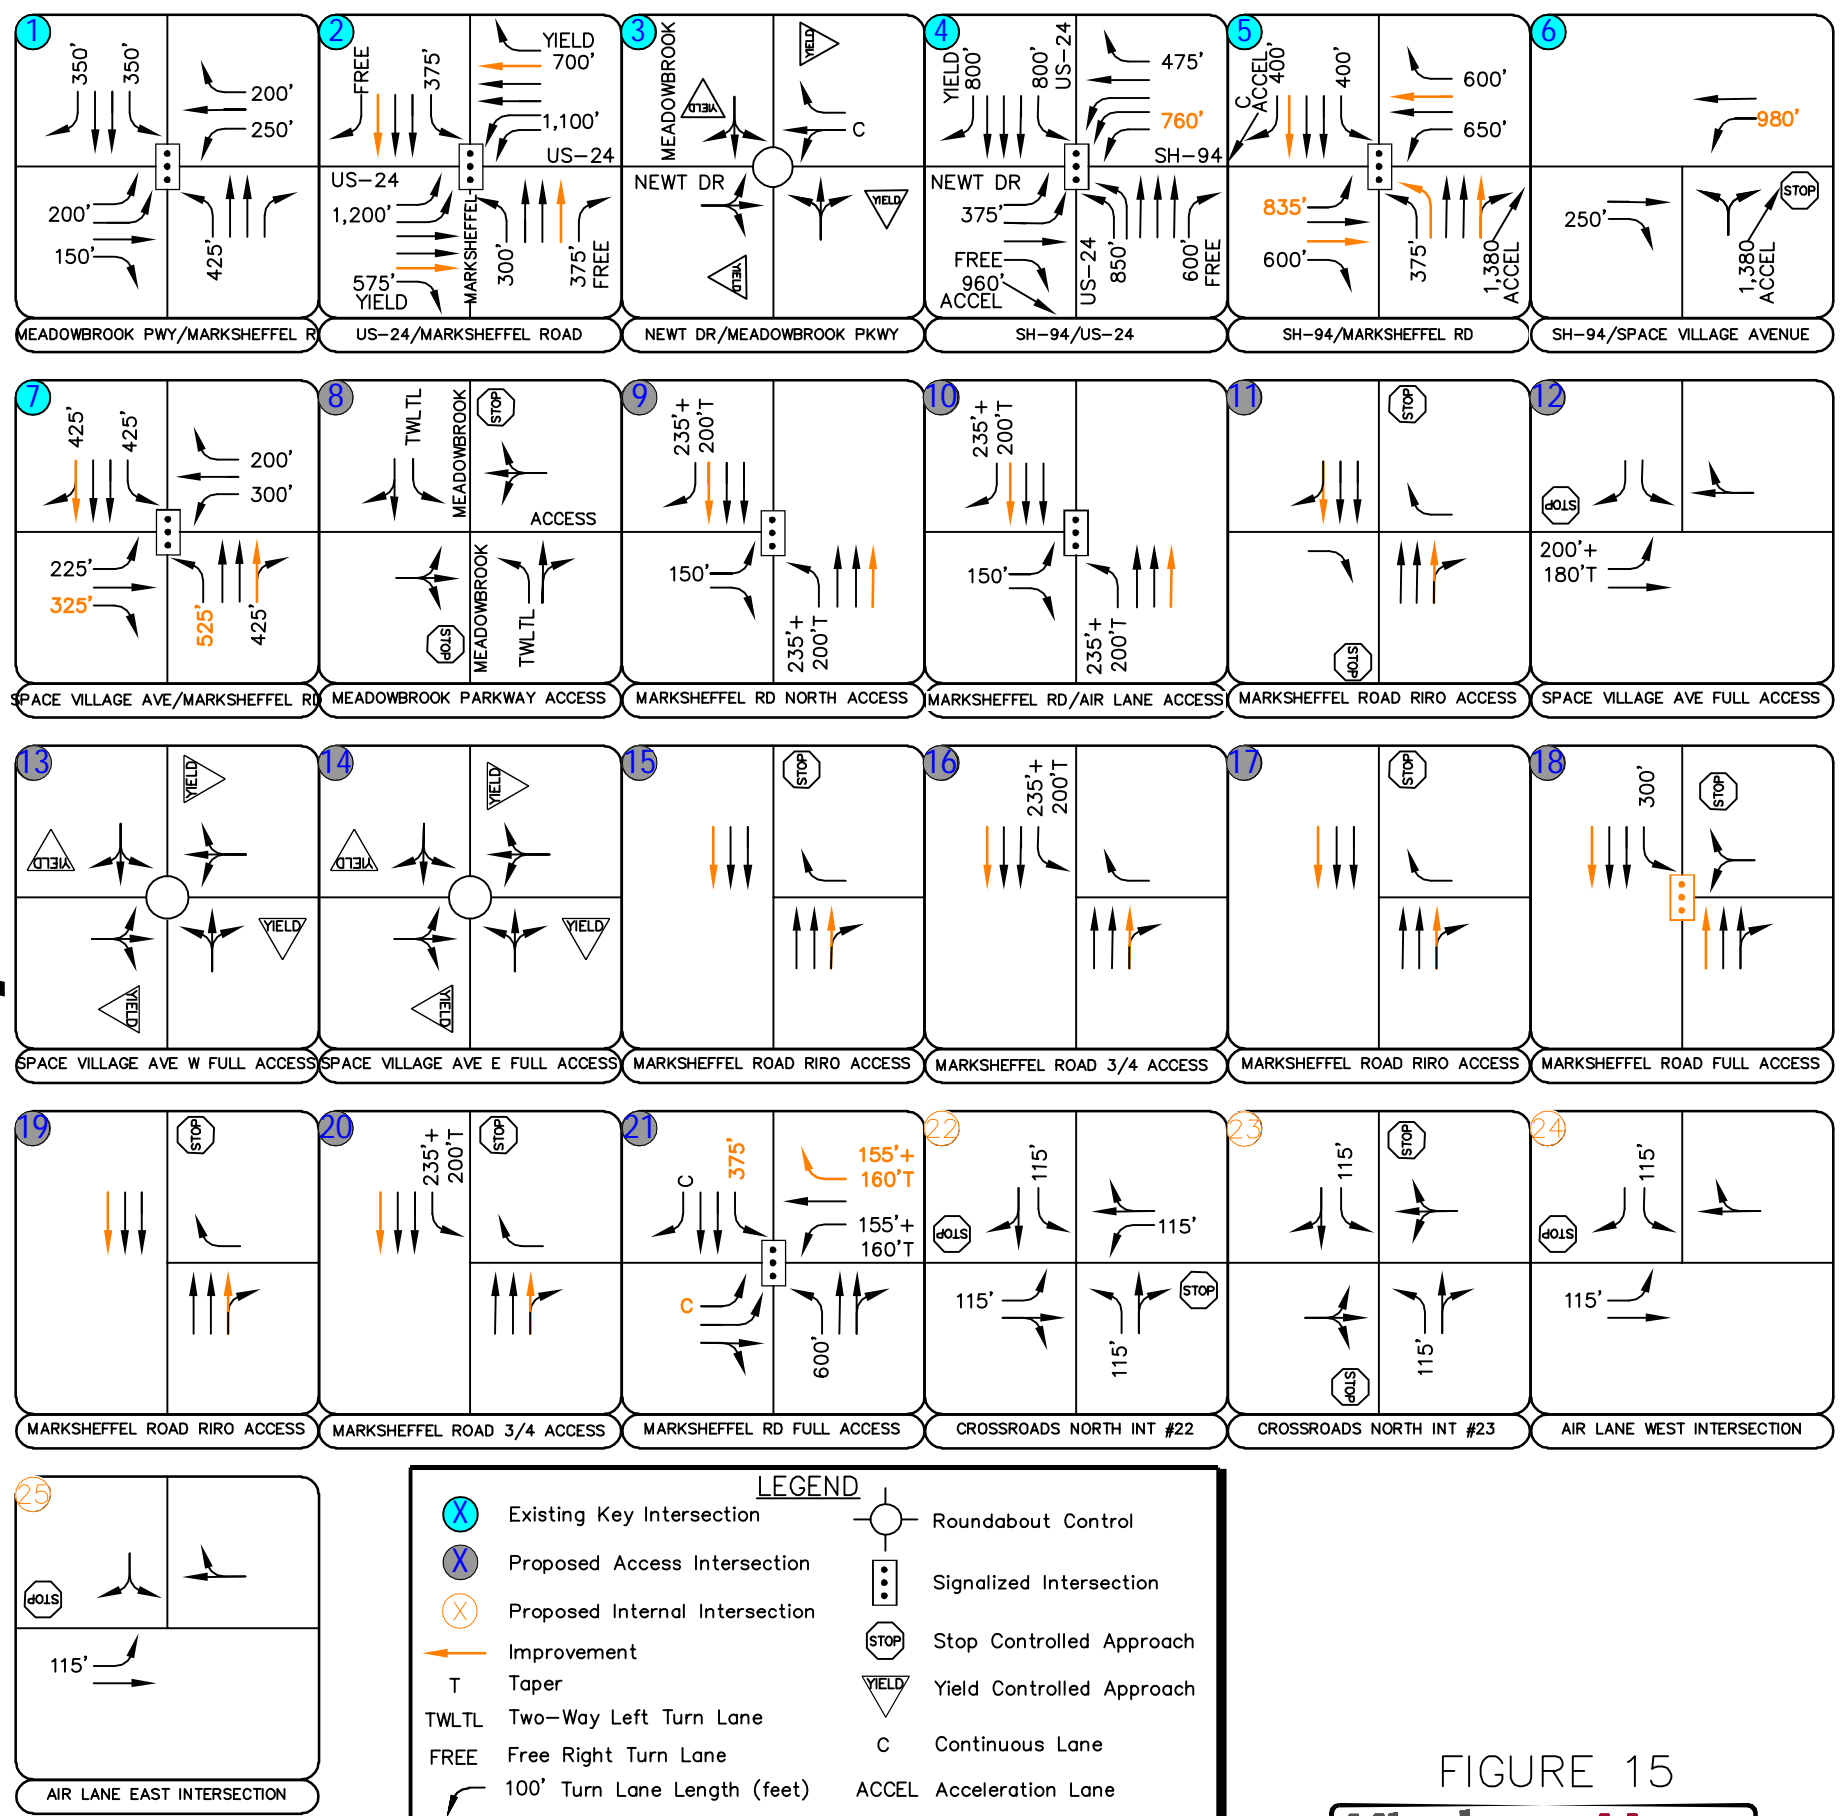 1
350'
350'
200'
250'
200'
150'
425'
MEADOWBROOK PWY/MARKSHEFFEL R
2
FREE
375'
YIELD
700'
1,100'
US-24
US-24
1,200'
575'
YIELD
MARKSHEFFEL
300'
375'
FREE
US-24/MARKSHEFFEL ROAD
3
MEADOWBROOK
YIELD
YIELD
C
NEWT DR
YIELD
YIELD
NEWT DR/MEADOWBROOK PKWY
4
YIELD
800'
800'
US-24
475'
760'
SH-94
NEWT DR
375'
FREE
960'
ACCEL
US-24
850'
600'
FREE
SH-94/US-24
5
C
ACCEL
400'
400'
600'
650'
835'
600'
375'
1,380
ACCEL
SH-94/MARKSHEFFEL RD
6
980'
250'
STOP
1,380
ACCEL
SH-94/SPACE VILLAGE AVENUE
7
425'
425'
200'
300'
225'
325'
525'
425'
SPACE VILLAGE AVE/MARKSHEFFEL RD
8
TWLTL
MEADOWBROOK
STOP
ACCESS
STOP
MEADOWBROOK
TWLTL
MEADOWBROOK PARKWAY ACCESS
9
235'+
200'T
150'
235'+
200'T
MARKSHEFFEL RD NORTH ACCESS
10
235'+
200'T
150'
235'+
200'T
MARKSHEFFEL RD/AIR LANE ACCESS
11
STOP
STOP
MARKSHEFFEL ROAD RIRO ACCESS
12
STOP
200'+
180'T
SPACE VILLAGE AVE FULL ACCESS
13
YIELD
YIELD
YIELD
YIELD
SPACE VILLAGE AVE W FULL ACCESS
14
YIELD
YIELD
YIELD
YIELD
SPACE VILLAGE AVE E FULL ACCESS
15
STOP
MARKSHEFFEL ROAD RIRO ACCESS
16
235'+
200'T
MARKSHEFFEL ROAD 3/4 ACCESS
17
STOP
MARKSHEFFEL ROAD RIRO ACCESS
18
300'
STOP
MARKSHEFFEL ROAD FULL ACCESS
19
STOP
MARKSHEFFEL ROAD RIRO ACCESS
20
235'+
200'T
STOP
MARKSHEFFEL ROAD 3/4 ACCESS
21
C
375'
155'+
160'T
155'+
160'T
C
600'
MARKSHEFFEL RD FULL ACCESS
22
115'
STOP
115'
115'
STOP
115'
CROSSROADS NORTH INT #22
23
115'
STOP
STOP
115'
CROSSROADS NORTH INT #23
24
115'
STOP
115'
AIR LANE WEST INTERSECTION
25
STOP
115'
AIR LANE EAST INTERSECTION
LEGEND
X Existing Key Intersection
X Proposed Access Intersection
X Proposed Internal Intersection
Improvement
T Taper
TWLTL Two-Way Left Turn Lane
FREE Free Right Turn Lane
100' Turn Lane Length (feet)
Roundabout Control
Signalized Intersection
STOP Stop Controlled Approach
YIELD Yield Controlled Approach
C Continuous Lane
ACCEL Acceleration Lane
FIGURE 15